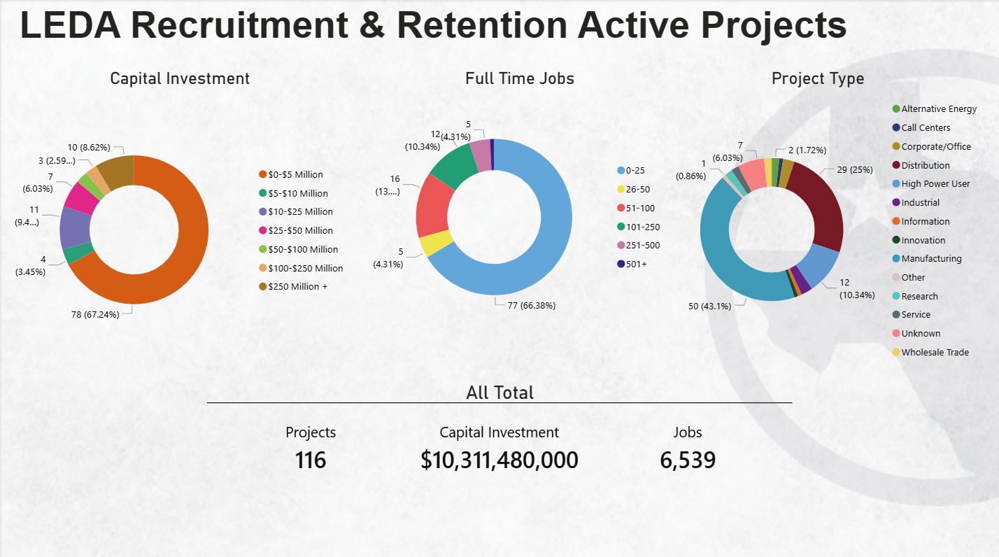 LEDA Recruitment & Retention Active Projects
Capital Investment
10 (8.62%)
3 (2.59...)
7
(6.03%)
11
(9.4...)
4
(3.45%)
78 (67.24%)
$0-$5 Million
$5-$10 Million
$10-$25 Million
$25-$50 Million
$50-$100 Million
$100-$250 Million
$250 Million +
Full Time Jobs
5
(4.31%)
12
(10.34%)
16
(13....)
5
(4.31%)
77 (66.38%)
0-25
26-50
51-100
101-250
251-500
501+
Project Type
7
(6.03%)
1
(0.86%)
2 (1.72%)
29 (25%)
12
(10.34%)
50 (43.1%)
Alternative Energy
Call Centers
Corporate/Office
Distribution
High Power User
Industrial
Information
Innovation
Manufacturing
Other
Research
Service
Unknown
Wholesale Trade
All Total
Projects
116
Capital Investment
$10,311,480,000
Jobs
6,539